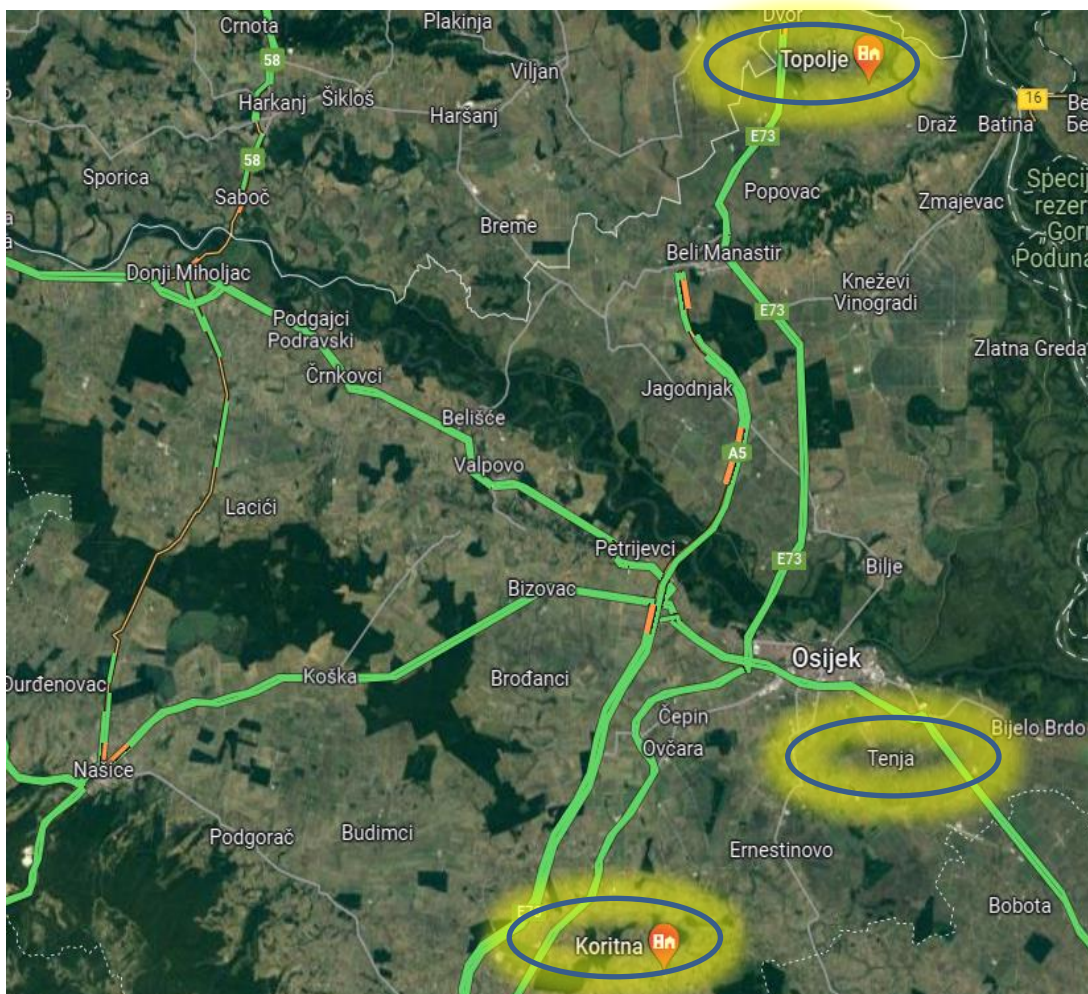 Crnota
Plakinja
Dvor
58
Viljan
Topolje
Harkanj
Šikloš
Haršanj
16
Draž
Batina
58
E73
Sporica
Saboč
Popovac
Zmajevac
Breme
Beli Manastir
Donji Miholjac
Kneževi
Vinogradi
Podgajci
Podravski
E73
Črnkovci
Zlatna Greda
Jagodnjak
Belišće
Valpovo
A5
Lacići
Petrijevci
E73
Bilje
Bizovac
Osijek
Koška
Brođanci
Đurđenovac
Čepin
Ovčara
Bijelo Brdo
Tenja
Našice
Podgorač
Budimci
Ernestinovo
E73
Bobota
Koritna